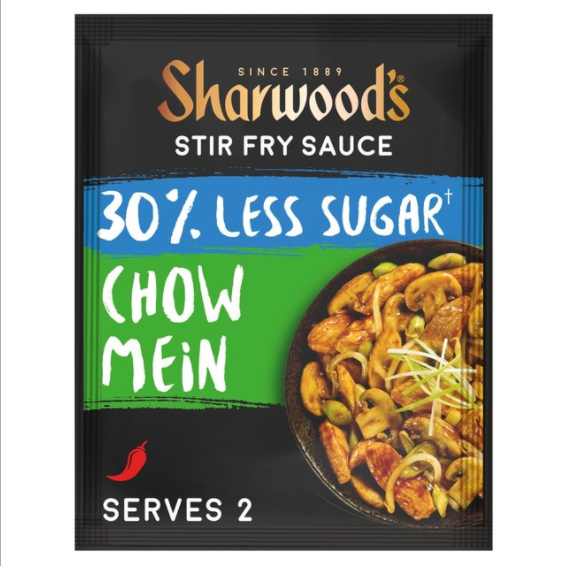 SINCE 1889
Sharwood's®
STIR FRY SAUCE
30% LESS SUGAR†
CHOW
MEiN
SERVES 2